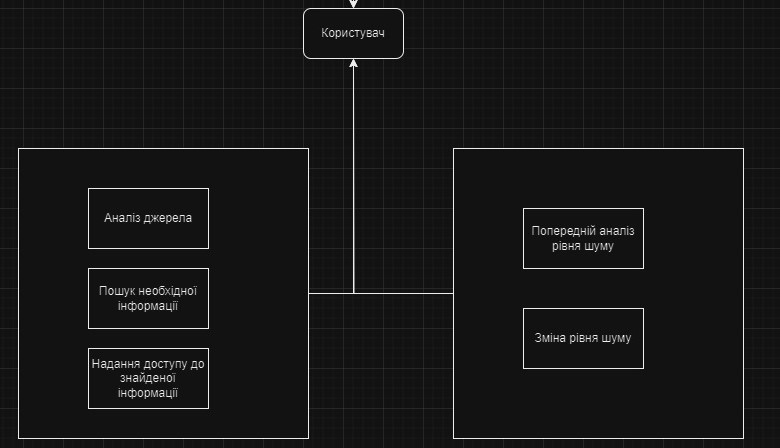 Користувач
Аналіз джерела
Пошук необхідної
інформації
Надання доступу до
знайденої
інформації
Попередній аналіз
рівня шуму
Зміна рівня шуму